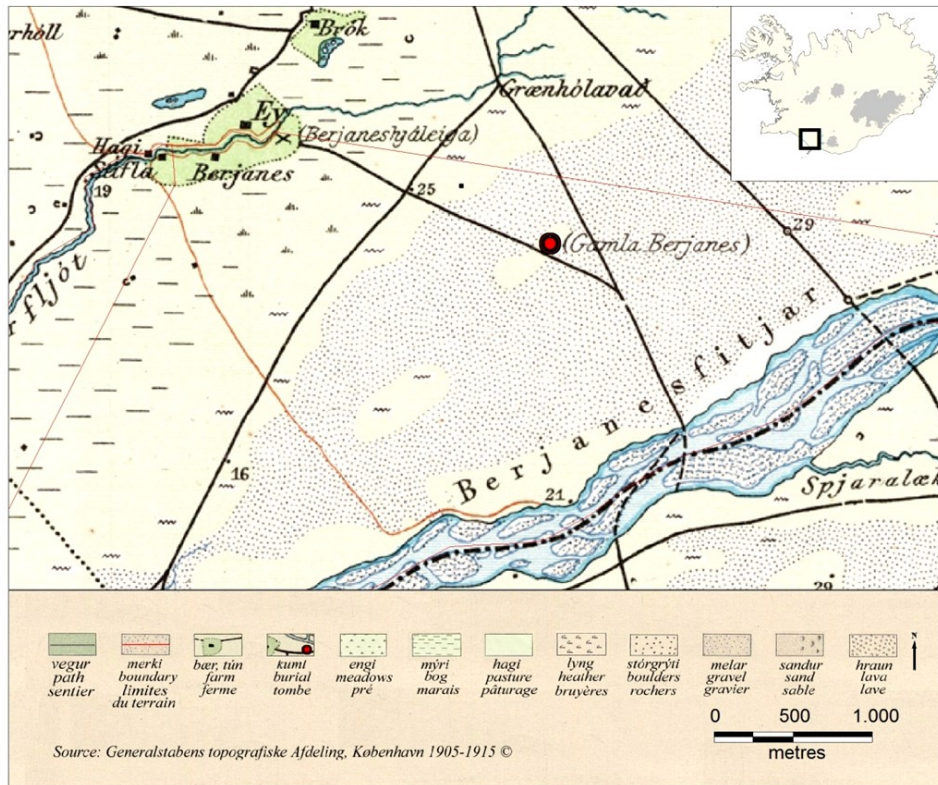 rhóll
Brók
Grænhólavað
Ey
(Berjaneshjáleiga)
Hagi
Stífla
Berjanes
19
25
29
(Gamla Berjanes)
rfljót
Berjanesfitjar
16
21
Spjaralæk
29
vegur
path
sentier
merki
boundary
limites
du terrain
bær, tún
farm
ferme
kuml
burial
tombe
engi
meadows
pré
mýri
bog
marais
hagi
pasture
pâturage
lyng
heather
bruyères
stórgrýti
boulders
rochers
melar
gravel
gravier
sandur
sand
sable
hraun
lava
lave
N
0 500 1.000
metres
Source: Generalstabens topografiske Afdeling, København 1905-1915 ©